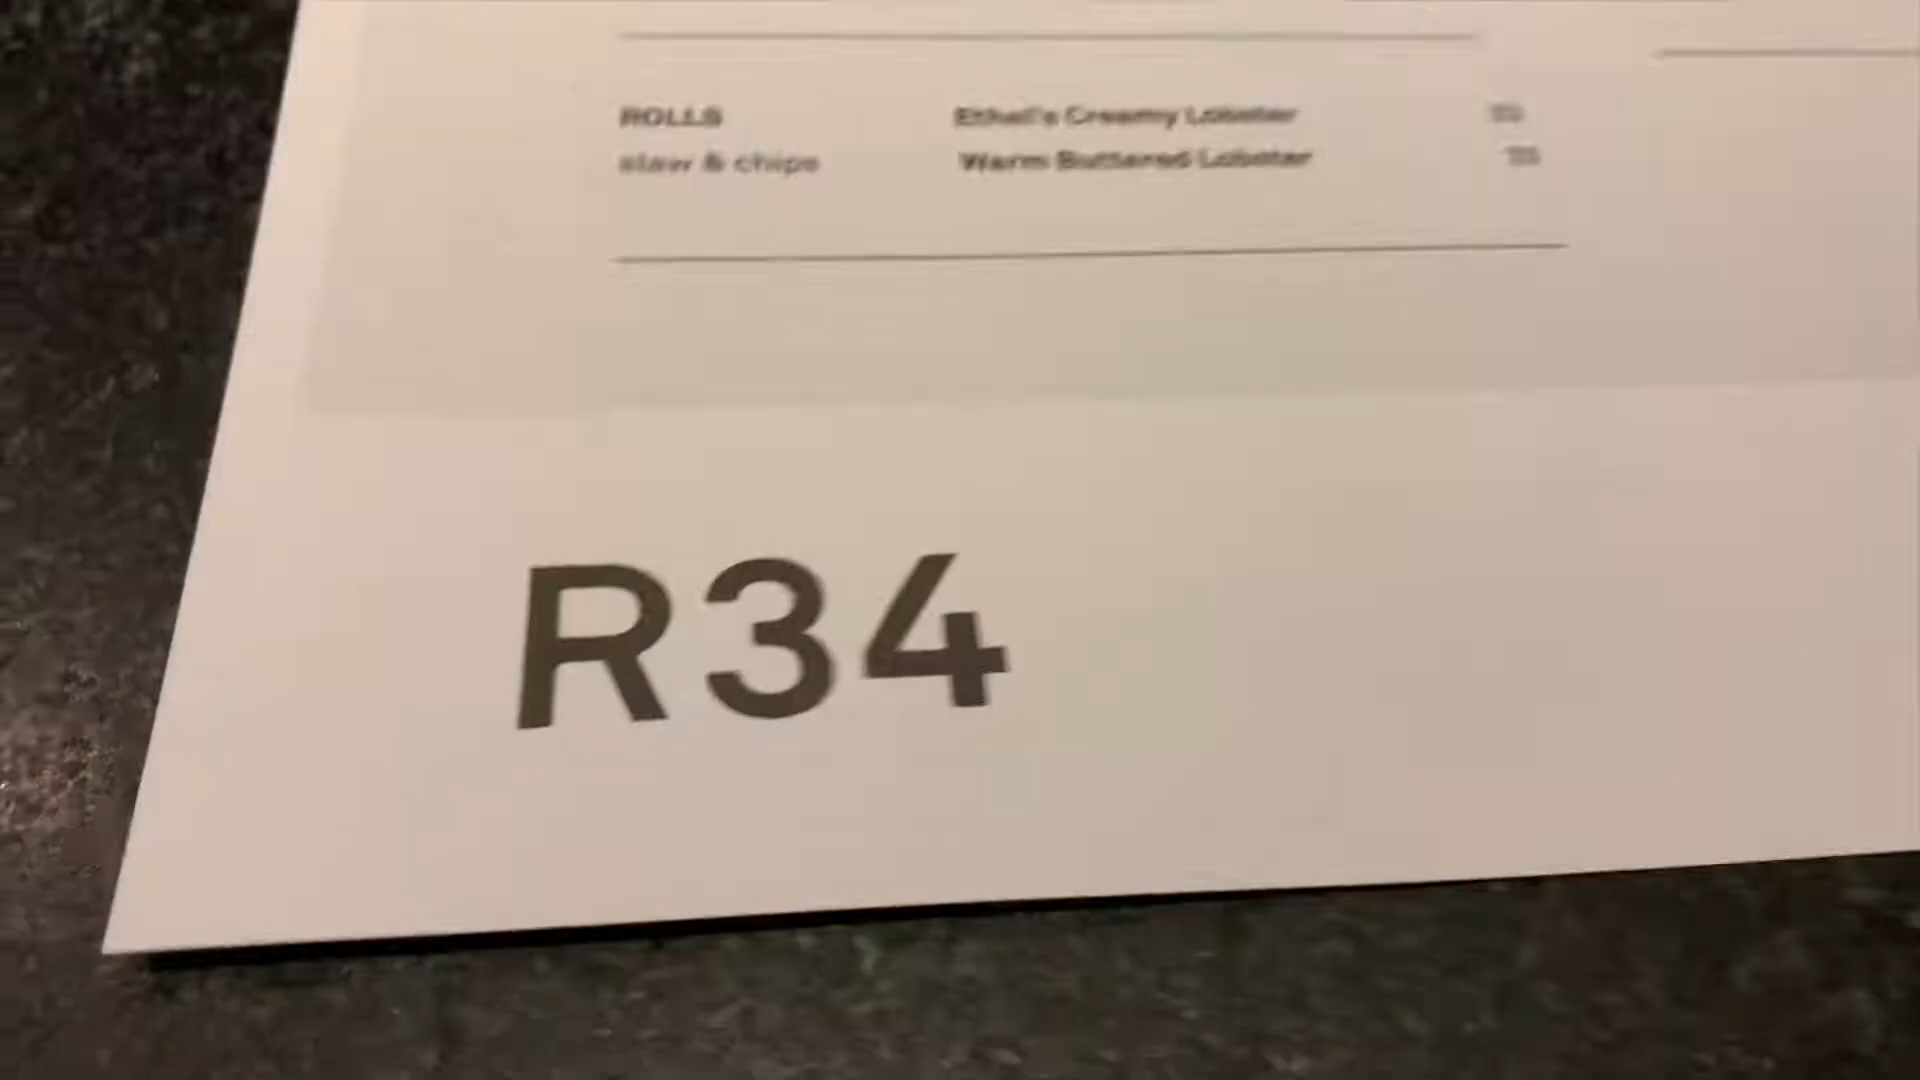 ROLLS
slaw & chips
Ethel's Creamy Lobster
Warm Buttered Lobster
R34